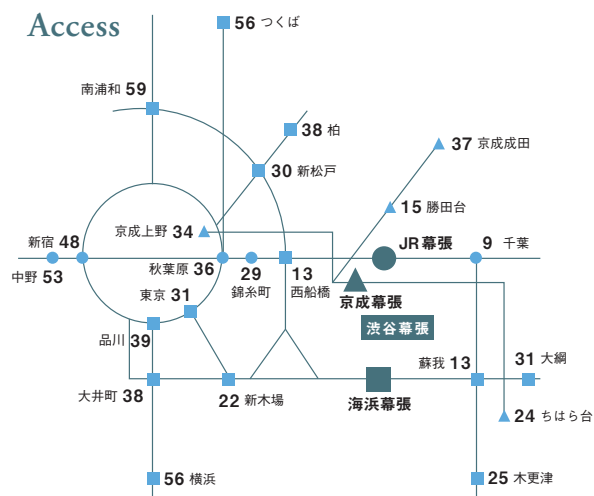 Access
56 つくば
南浦和 59
38 柏
37 京成成田
30 新松戸
15 勝田台
京成上野 34
新宿 48
JR幕張
9 千葉
中野 53
秋葉原 36
29
錦糸町
13
西船橋
東京 31
京成幕張
渋谷幕張
品川 39
蘇我 13
31 大綱
大井町 38
22 新木場
海浜幕張
24 ちはら台
56 横浜
25 木更津